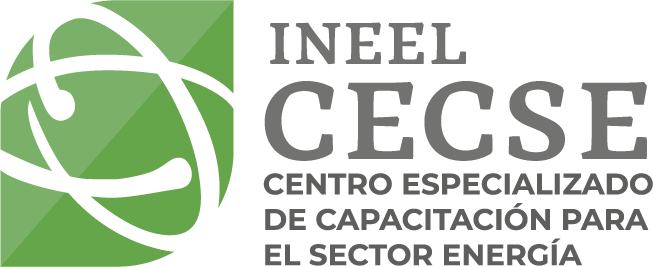 INEEL
CECSE
CENTRO ESPECIALIZADO
DE CAPACITACIÓN PARA
EL SECTOR ENERGÍA